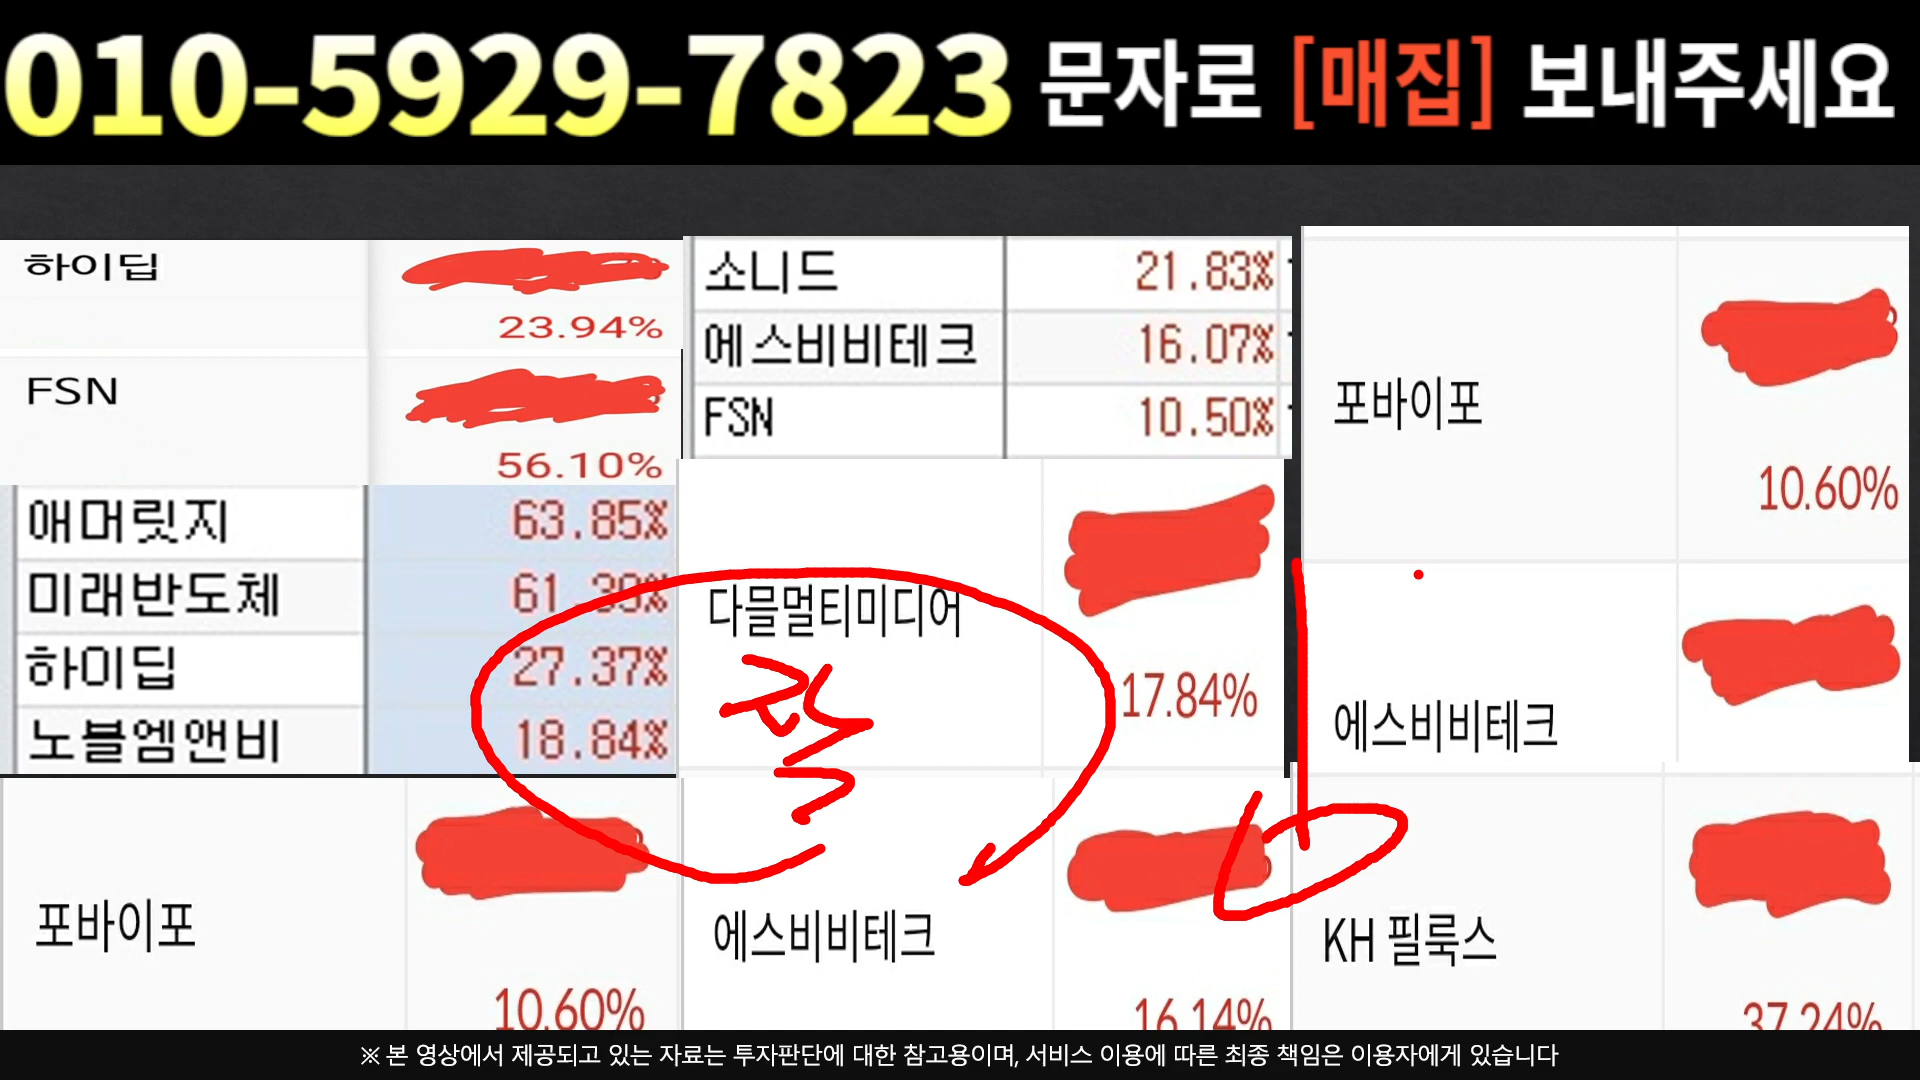 010-5929-7823 문자로 [매집] 보내주세요
하이딥
23.94%
FSN
56.10%
소니드 21.83%
에스비비테크 16.07%
FSN 10.50%
포바이포
10.60%
애머릿지 63.85%
미래반도체 61.39%
하이딥 27.37%
노블엠앤비 18.84%
다믈멀티미디어
17.84%
에스비비테크
포바이포
10.60%
에스비비테크
16.14%
KH 필룩스
37.24%
※ 본 영상에서 제공되고 있는 자료는 투자판단에 대한 참고용이며, 서비스 이용에 따른 최종 책임은 이용자에게 있습니다